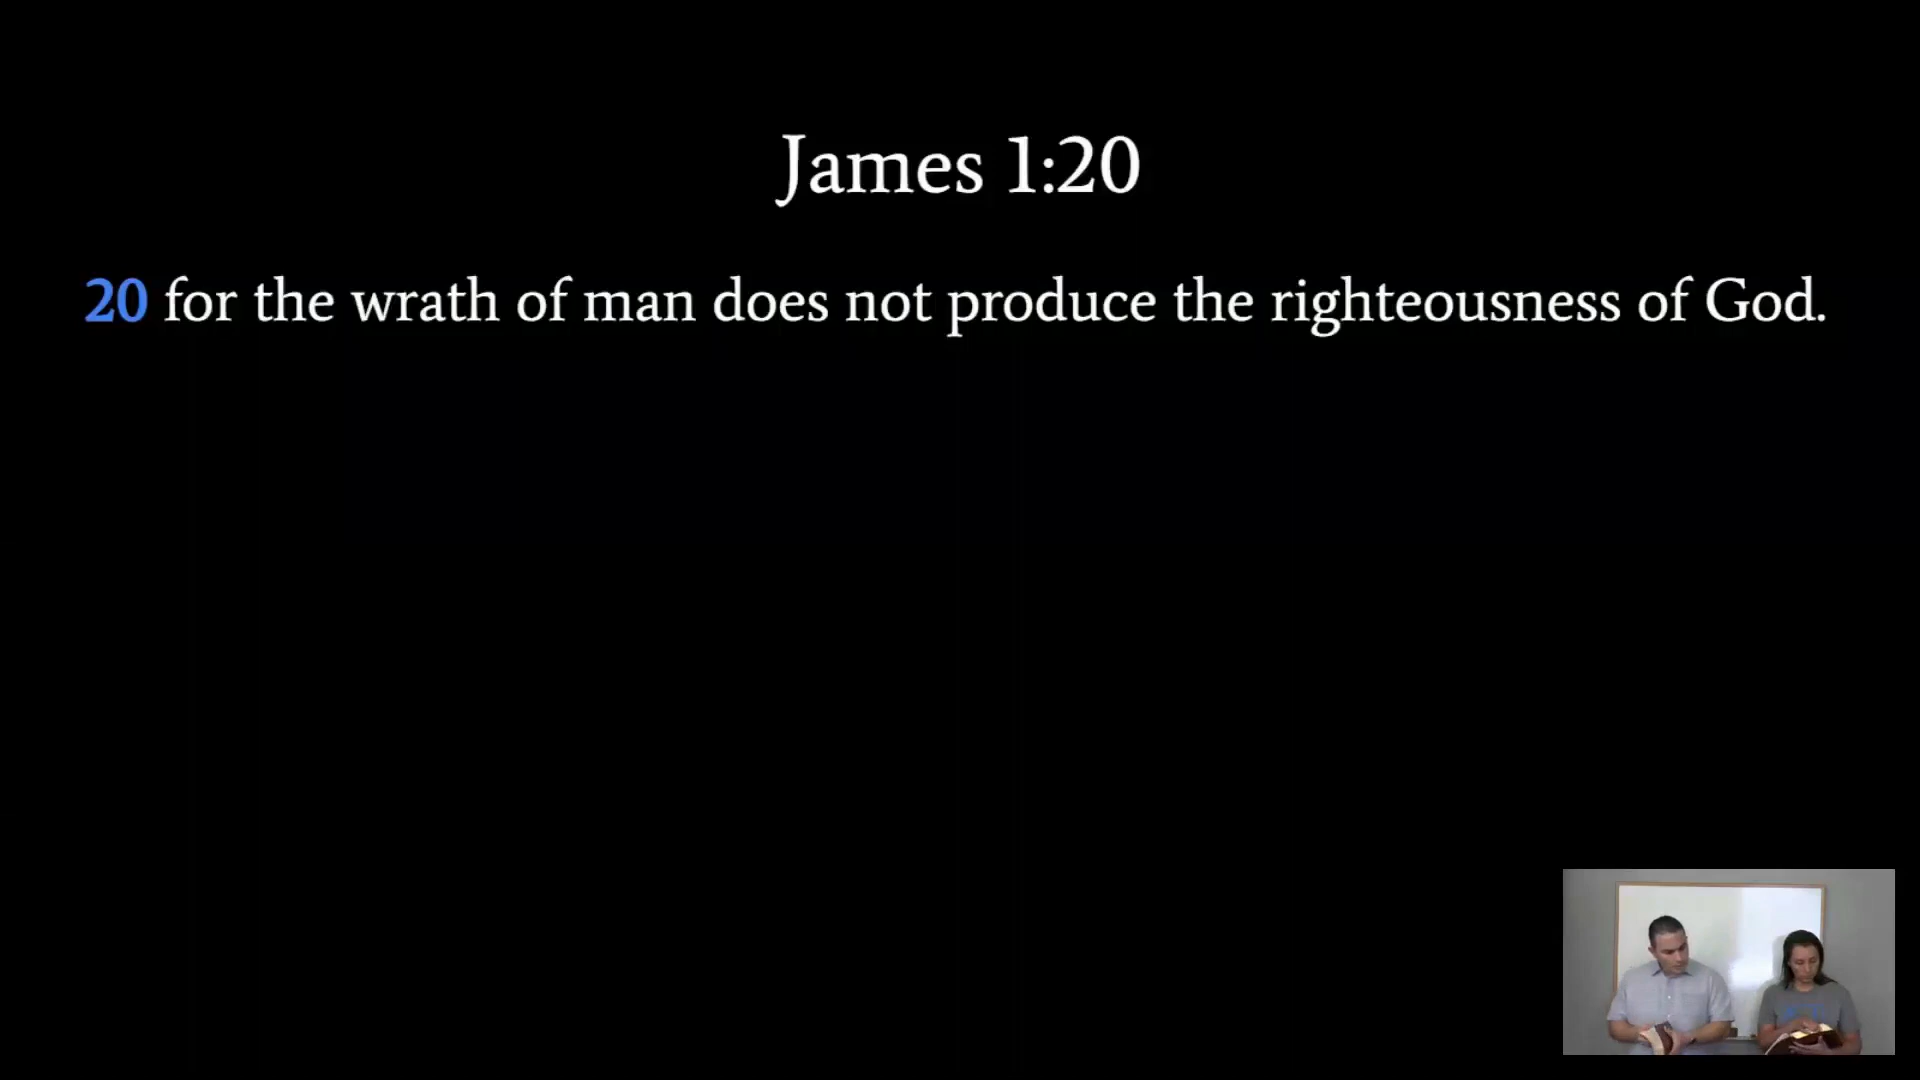 James 1:20
20 for the wrath of man does not produce the righteousness of God.